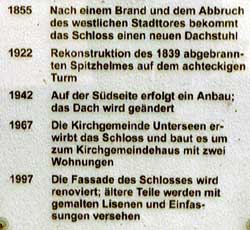 1855 Nach einem Brand und dem Abbruch
des westlichen Stadttores bekommt
das Schloss einen neuen Dachstuhl
1922 Rekonstruktion des 1839 abgebrann-
ten Spitzhelmes auf dem achteckigen
Turm
1942 Auf der Südseite erfolgt ein Anbau;
das Dach wird geändert
1967 Die Kirchgemeinde Unterseen er-
wirbt das Schloss und baut es um
zum Kirchgemeindehaus mit zwei
Wohnungen
1997 Die Fassade des Schlosses wird
renoviert; ältere Teile werden mit
gemalten Lisenen und Einfas-
sungen versehen